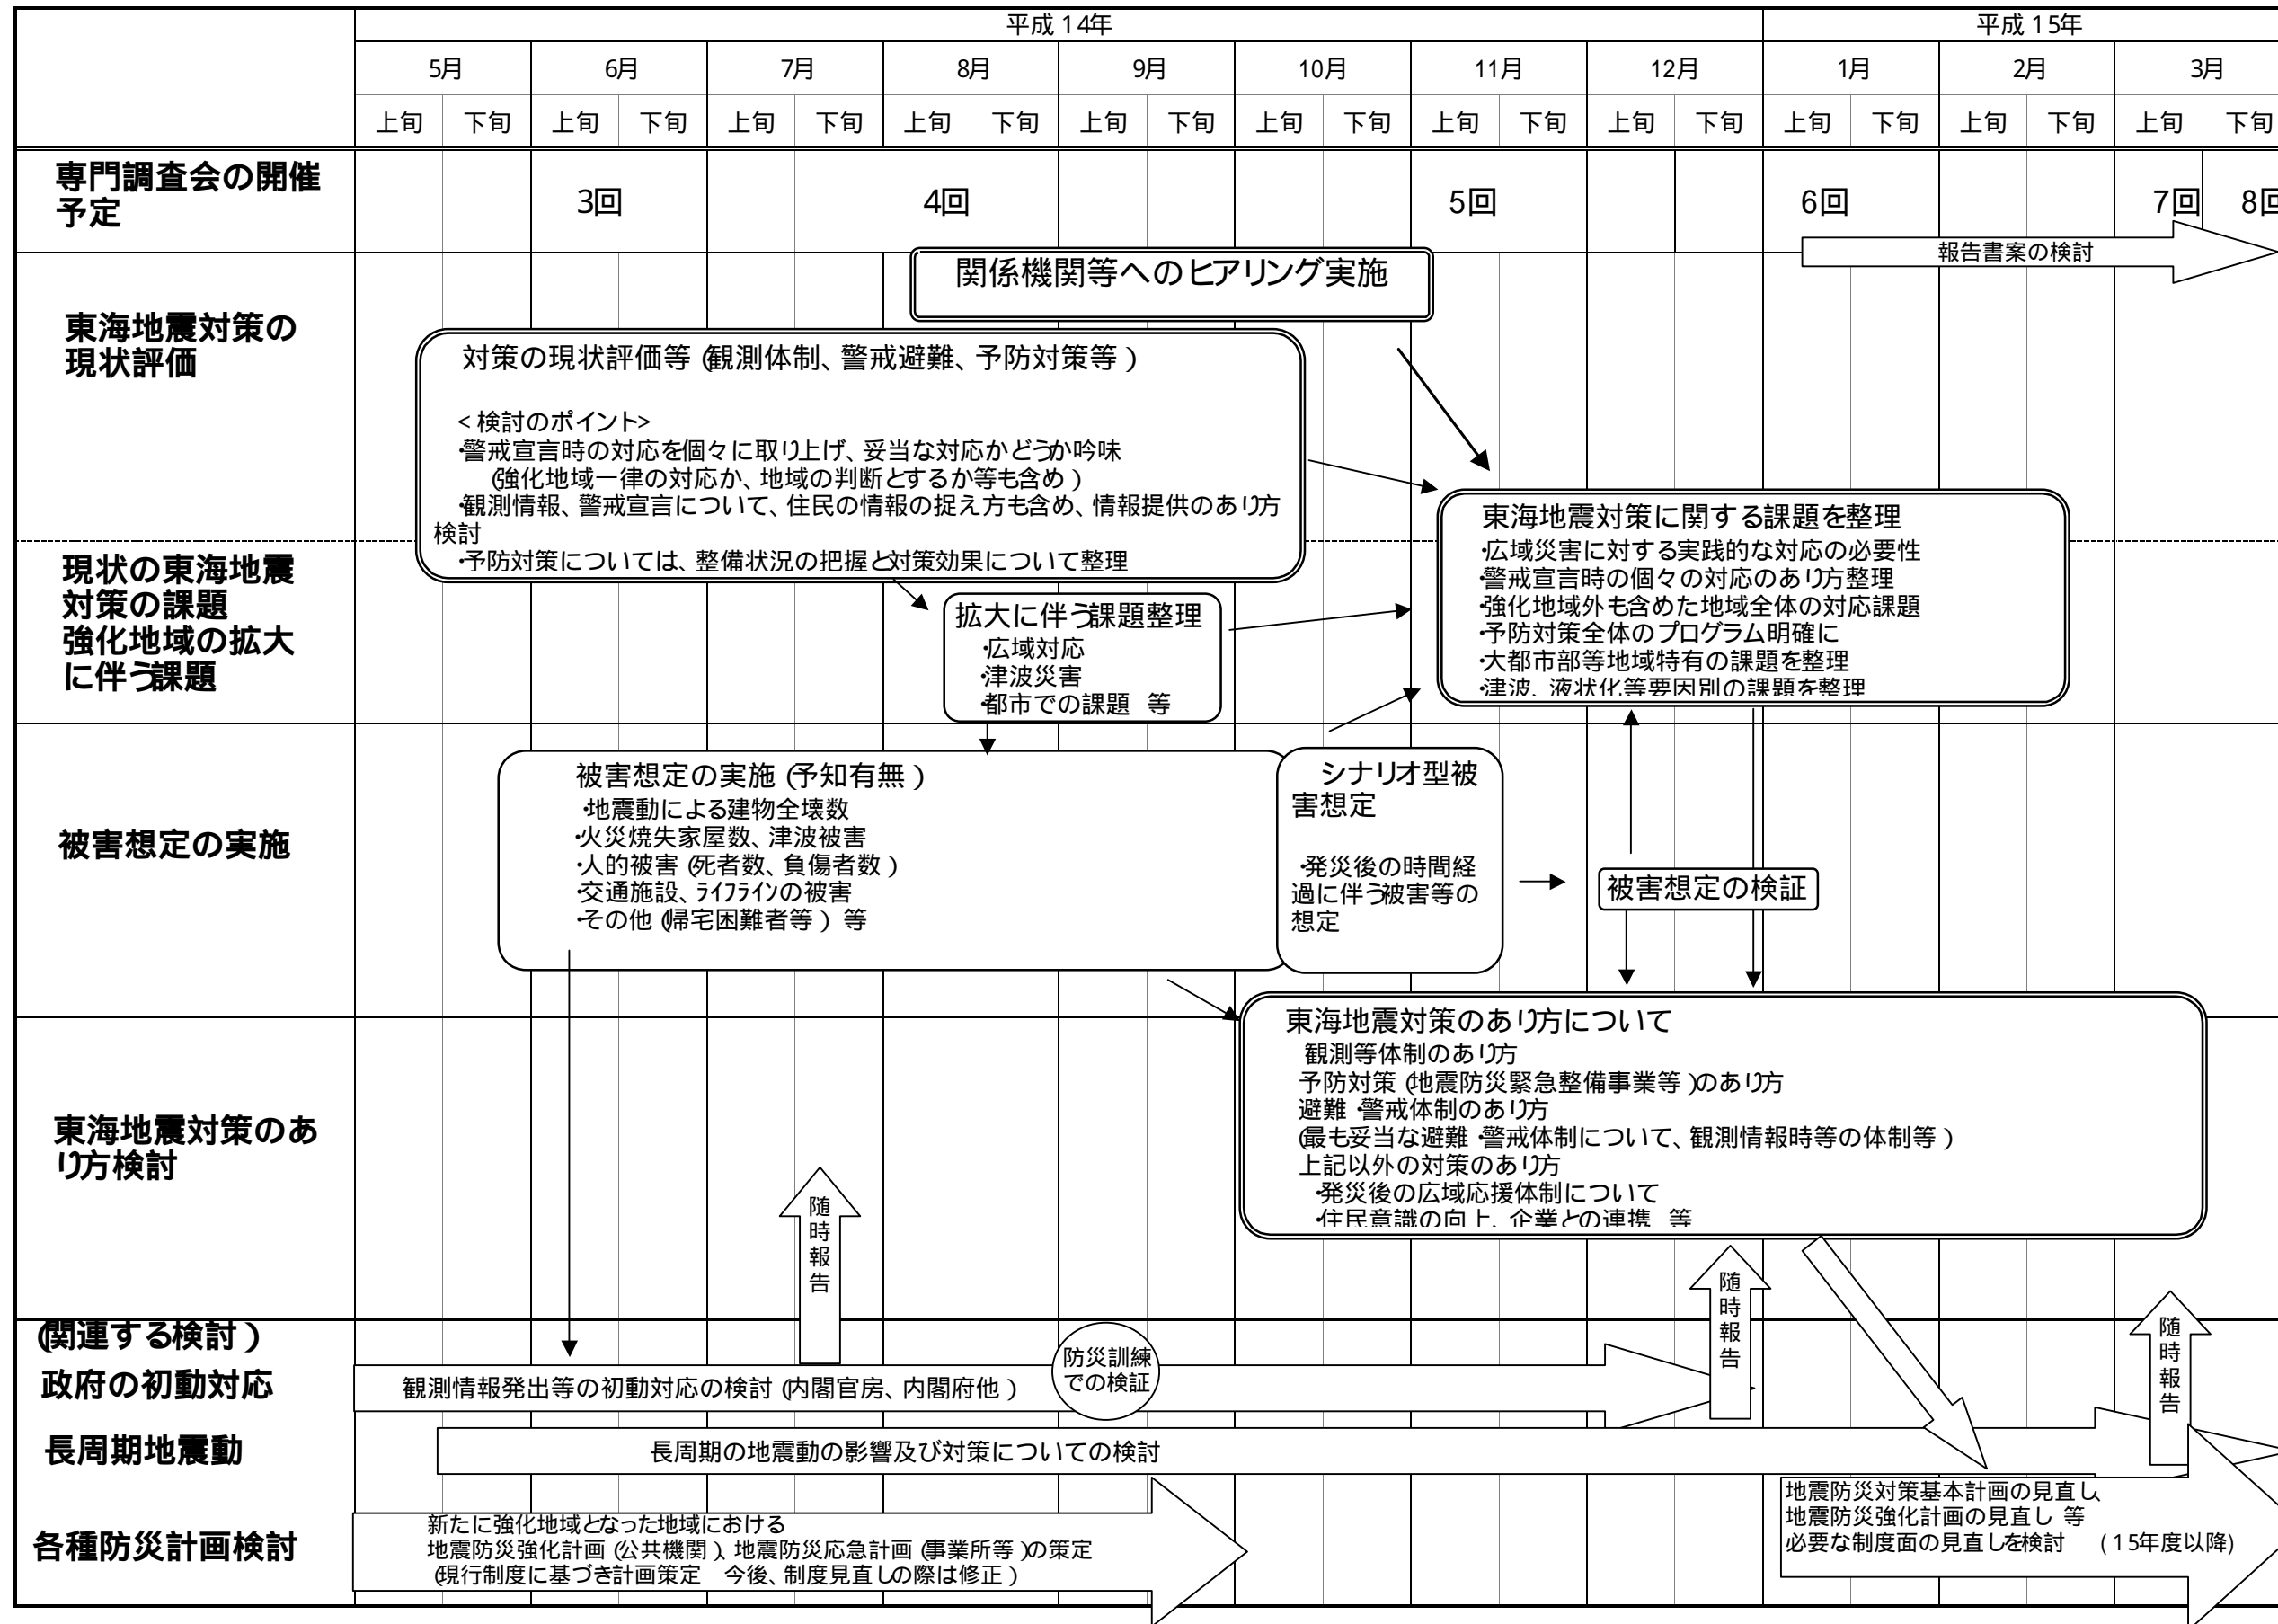 平成14年 平成15年
5月 6月 7月 8月 9月 10月 11月 12月 1月 2月 3月
上旬 下旬 上旬 下旬 上旬 下旬 上旬 下旬 上旬 下旬 上旬 下旬 上旬 下旬 上旬 下旬 上旬 下旬 上旬 下旬 上旬 下旬
専門調査会の開催
予定
3回 4回 5回 6回 7回 8回
報告書案の検討
関係機関等へのヒアリング実施
東海地震対策の
現状評価
対策の現状評価等(観測体制、警戒避難、予防対策等)
<検討のポイント>
・警戒宣言時の対応を個々に取り上げ、妥当な対応かどうか吟味
(強化地域一律の対応か、地域の判断とするか等も含め)
・観測情報、警戒宣言について、住民の情報の捉え方も含め、情報提供のあり方
検討
・予防対策については、整備状況の把握と対策効果について整理
現状の東海地震
対策の課題
強化地域の拡大
に伴う課題
拡大に伴う課題整理
・広域対応
・津波災害
・都市での課題 等
東海地震対策に関する課題を整理
・広域災害に対する実践的な対応の必要性
・警戒宣言時の個々の対応のあり方整理
・強化地域外も含めた地域全体の対応課題
・予防対策全体のプログラム明確に
・大都市部等地域特有の課題を整理
・津波、液状化等要因別の課題を整理
被害想定の実施
被害想定の実施(予知有無)
・地震動による建物全壊数
・火災焼失家屋数、津波被害
・人的被害(死者数、負傷者数)
・交通施設、ライフラインの被害
・その他(帰宅困難者等)等
シナリオ型被
害想定
・発災後の時間経
過に伴う被害等の
想定
被害想定の検証
東海地震対策のあ
り方検討
東海地震対策のあり方について
観測等体制のあり方
予防対策(地震防災緊急整備事業等)のあり方
避難・警戒体制のあり方
(最も妥当な避難・警戒体制について、観測情報時等の体制等)
上記以外の対策のあり方
・発災後の広域応援体制について
・住民意識の向上、企業との連携 等
随時報告
随時報告
随時報告
(関連する検討)
政府の初動対応
観測情報発出等の初動対応の検討(内閣官房、内閣府他)
防災訓練
での検証
長周期地震動
長周期の地震動の影響及び対策についての検討
各種防災計画検討
新たに強化地域となった地域における
地震防災強化計画(公共機関)、地震防災応急計画(事業所等)の策定
(現行制度に基づき計画策定 今後、制度見直しの際は修正)
地震防災対策基本計画の見直し、
地震防災強化計画の見直し 等
必要な制度面の見直しを検討 (15年度以降)